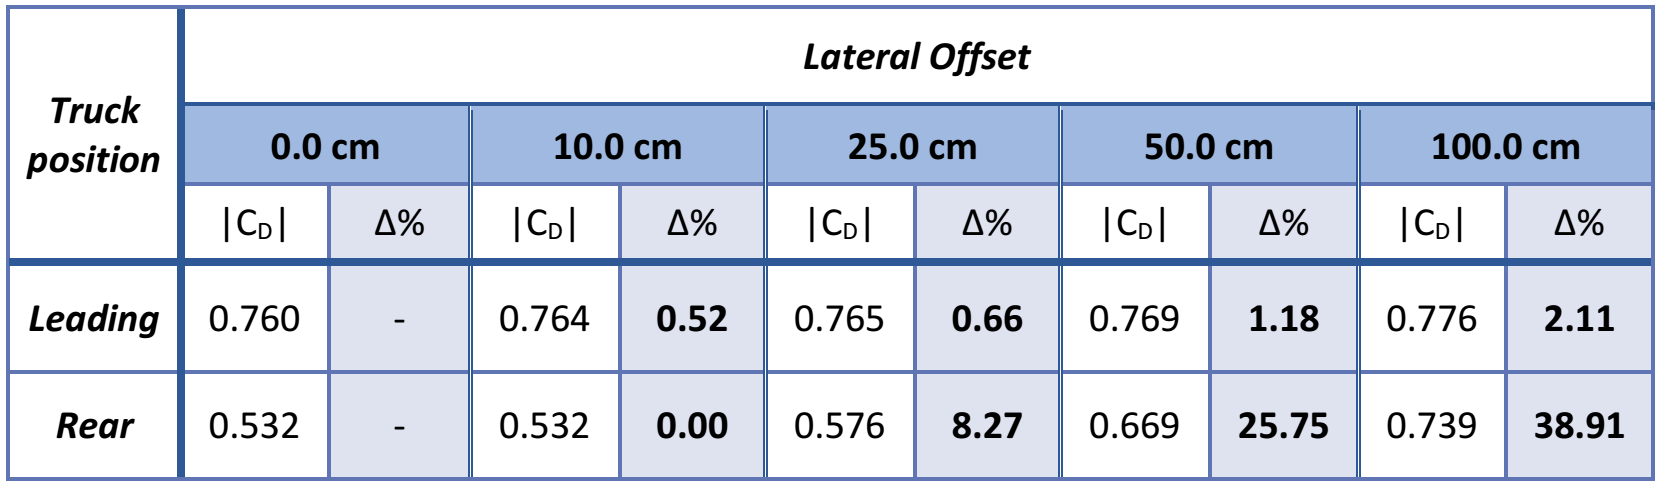 Truck position
Lateral Offset
0.0 cm 10.0 cm 25.0 cm 50.0 cm 100.0 cm
|C_D| Δ% |C_D| Δ% |C_D| Δ% |C_D| Δ% |C_D| Δ%
Leading 0.760 - 0.764 0.52 0.765 0.66 0.769 1.18 0.776 2.11
Rear 0.532 - 0.532 0.00 0.576 8.27 0.669 25.75 0.739 38.91